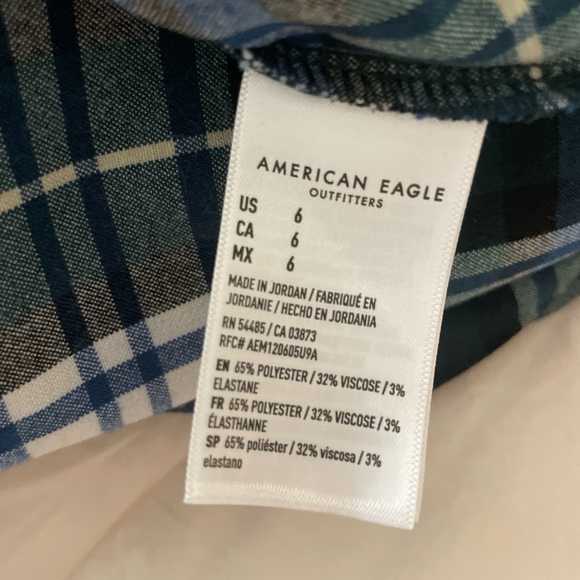 AMERICAN EAGLE
OUTFITTERS
US 6
CA 6
MX 6
MADE IN JORDAN / FABRIQUÉ EN
JORDANIE / HECHO EN JORDANIA
RN 54485 / CA 03873
RFC# AEM120605U9A
EN 65% POLYESTER / 32% VISCOSE / 3%
ELASTANE
FR 65% POLYESTER / 32% VISCOSE / 3%
ÉLASTHANNE
SP 65% poliéster / 32% viscosa / 3%
elastano